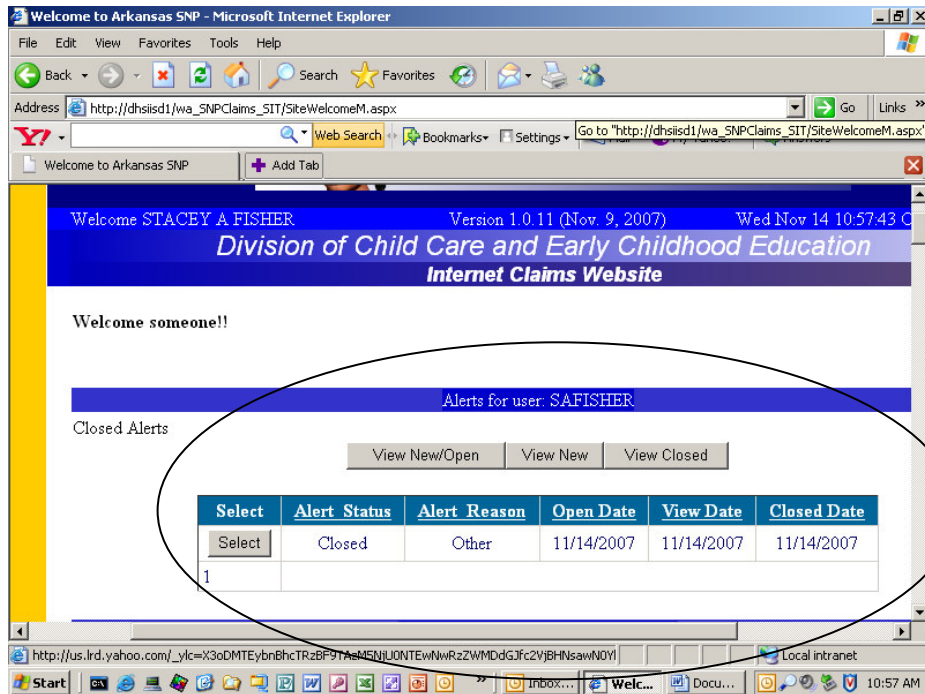 Welcome to Arkansas SNP - Microsoft Internet Explorer
File Edit View Favorites Tools Help
Back Search Favorites
Address http://dhsiisd1/wa_SNPClaims_SIT/SiteWelcomeM.aspx Go Links »
Y! Web Search Bookmarks Settings Go to "http://dhsiisd1/wa_SNPClaims_SIT/SiteWelcomeM.aspx"
Welcome to Arkansas SNP Add Tab
Welcome STACEY A FISHER Version 1.0.11 (Nov. 9, 2007) Wed Nov 14 10:57:43 C
Division of Child Care and Early Childhood Education
Internet Claims Website
Welcome someone!!
Alerts for user: SAFISHER
Closed Alerts
View New/Open View New View Closed
Select Alert Status Alert Reason Open Date View Date Closed Date
Select Closed Other 11/14/2007 11/14/2007 11/14/2007
1
Local intranet
Start » Inbox... Welc... Docu... 10:57 AM